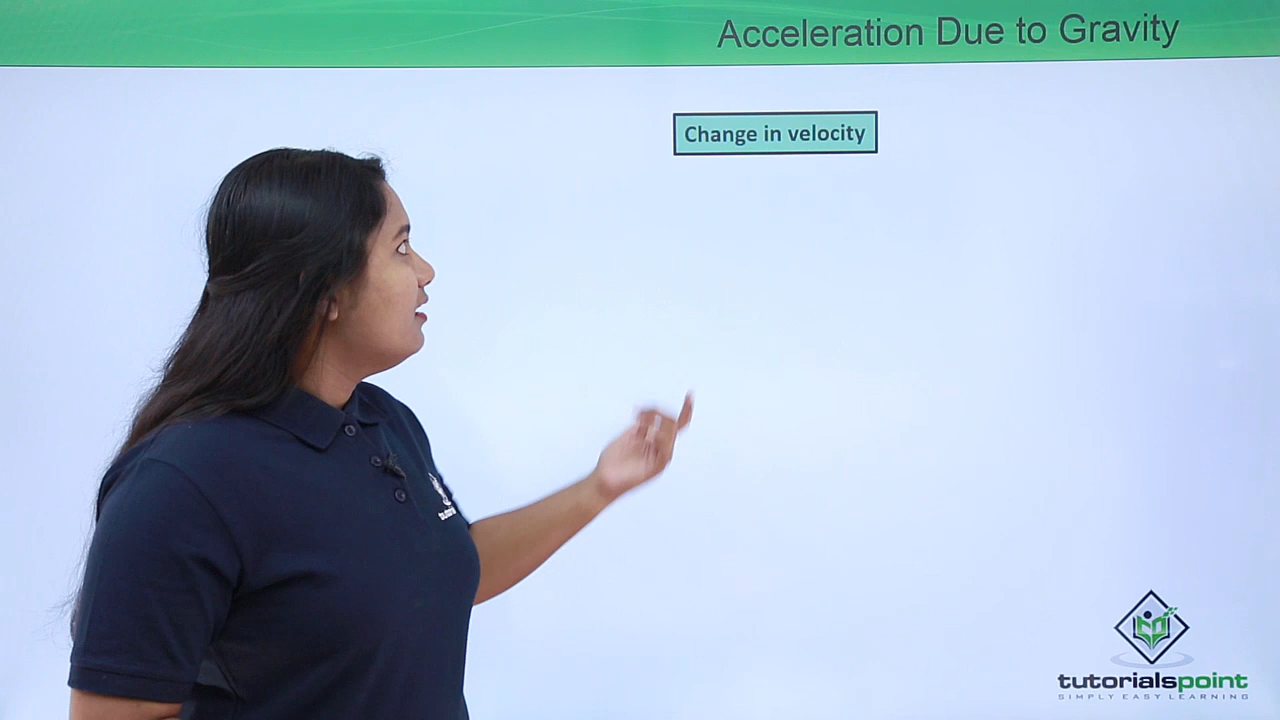 Acceleration Due to Gravity
Change in velocity
tutorialspoint
SIMPLY EASY LEARNING